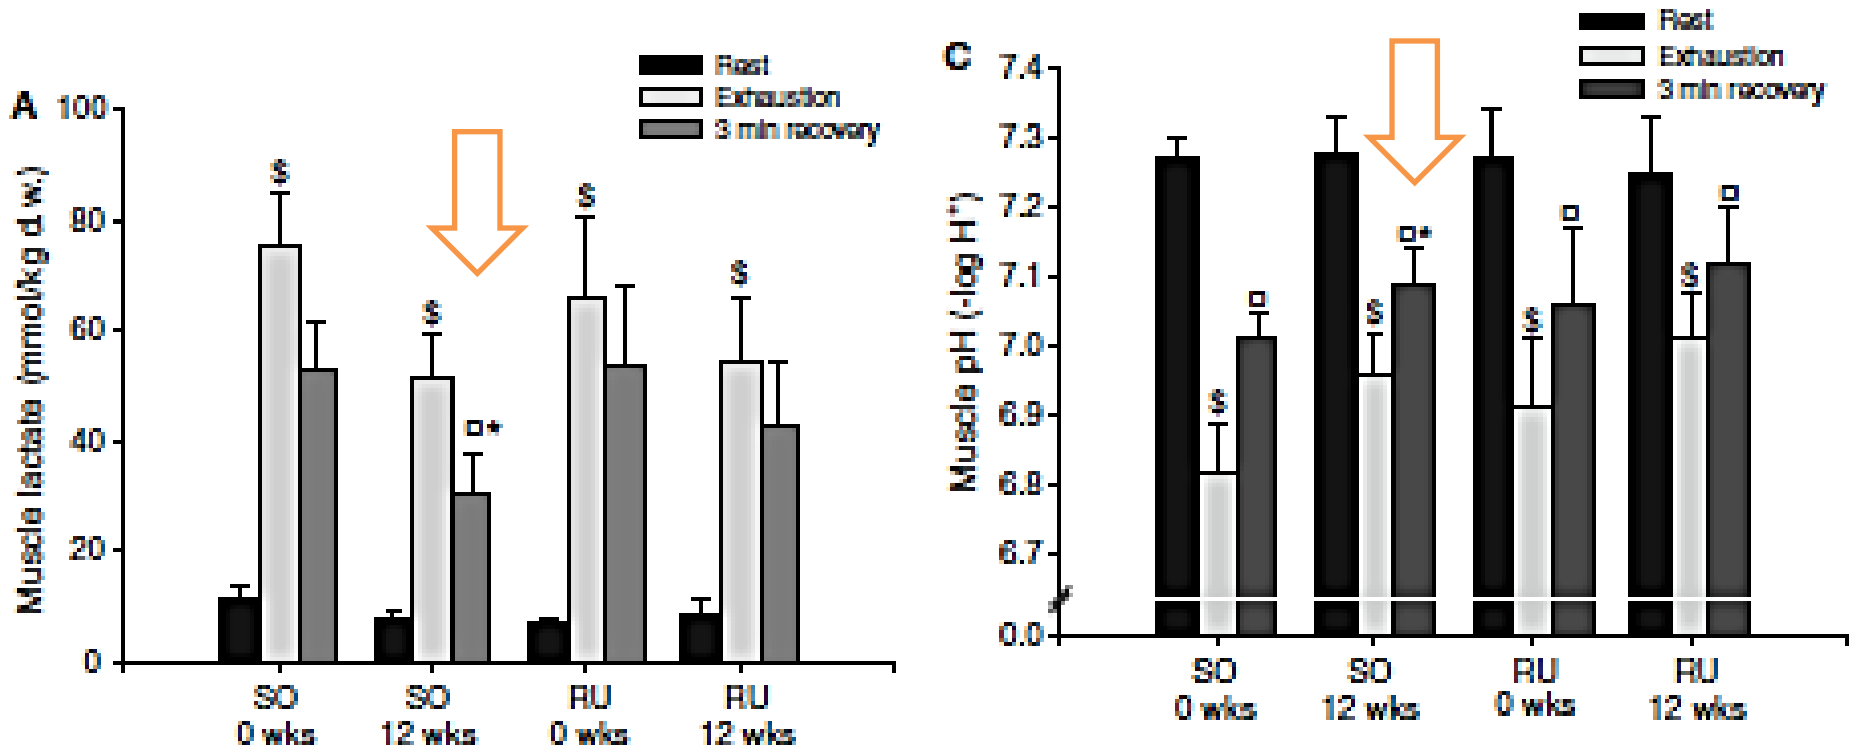 A
Rest
Exhaustion
3 min recovery
Muscle lactate (mmol/kg d.w.)
100
80
60
40
20
0
§
§
¤*
§
§
SO
0 wks
SO
12 wks
RU
0 wks
RU
12 wks
C
Rest
Exhaustion
3 min recovery
Muscle pH (-log H⁺)
7.4
7.3
7.2
7.1
7.0
6.9
6.8
6.7
0.0
§
¤
§
¤*
§
¤
§
¤
SO
0 wks
SO
12 wks
RU
0 wks
RU
12 wks